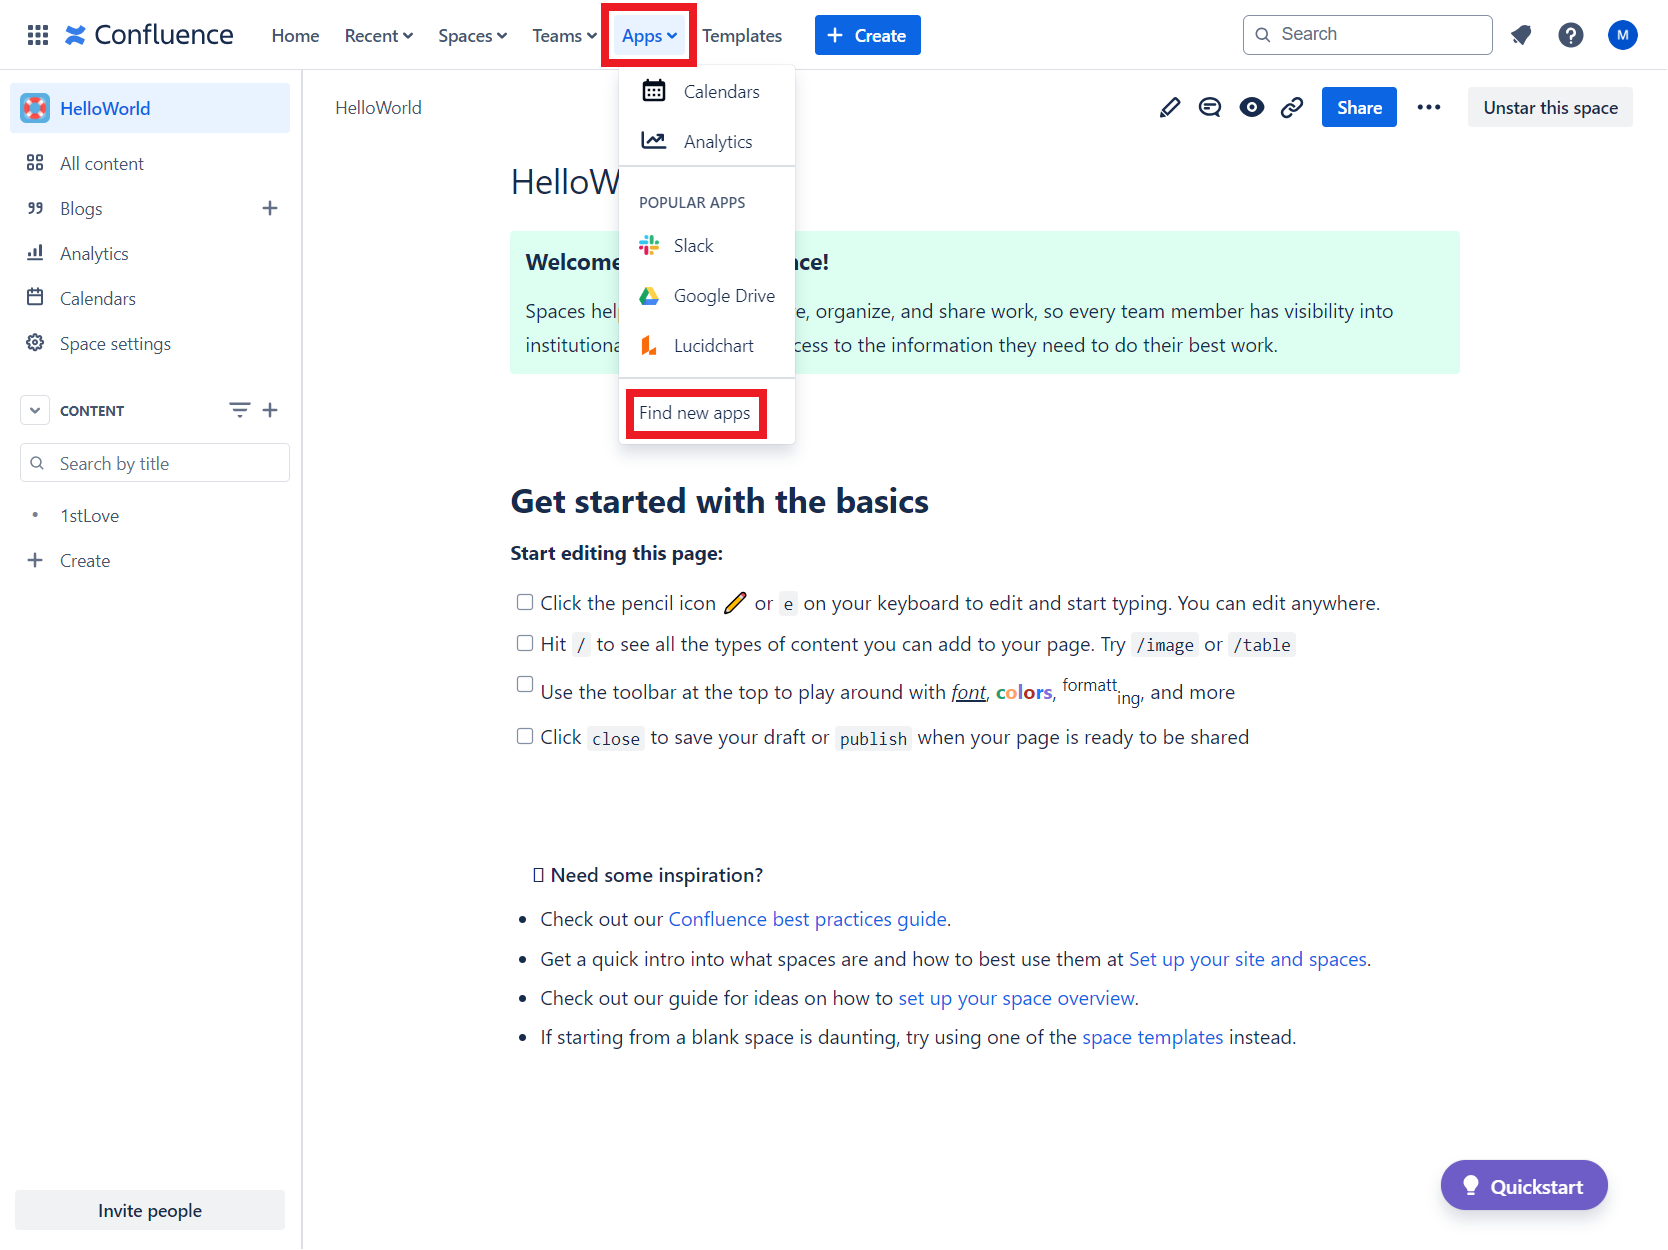 Confluence Home Recent Spaces Teams Apps Templates + Create Search ? M
HelloWorld
All content
Blogs
Analytics
Calendars
Space settings
CONTENT
Search by title
1stLove
Create
Invite people
HelloWorld Share Unstar this space
Calendars
Analytics
POPULAR APPS
Slack
Google Drive
Lucidchart
Find new apps
HelloW
Welcome ce!
Spaces hel e, organize, and share work, so every team member has visibility into
institutiona cess to the information they need to do their best work.
Get started with the basics
Start editing this page:
Click the pencil icon or e on your keyboard to edit and start typing. You can edit anywhere.
Hit / to see all the types of content you can add to your page. Try /image or /table
Use the toolbar at the top to play around with font, colors, formatting, and more
Click close to save your draft or publish when your page is ready to be shared
Need some inspiration?
• Check out our Confluence best practices guide.
• Get a quick intro into what spaces are and how to best use them at Set up your site and spaces.
• Check out our guide for ideas on how to set up your space overview.
• If starting from a blank space is daunting, try using one of the space templates instead.
Quickstart